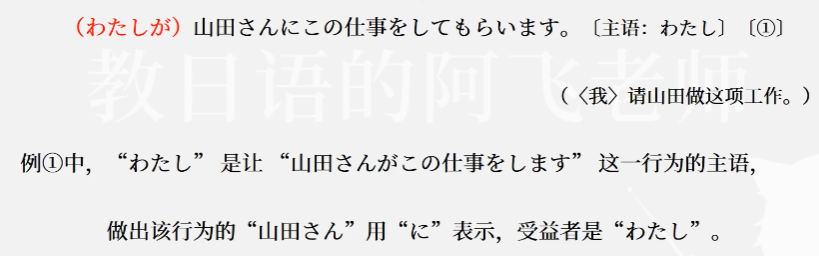 （わたしが）山田さんにこの仕事をしてもらいます。〔主语：わたし〕〔①〕
教日语的阿飞老师
（〈我〉请山田做这项工作。）
例①中，“わたし”是让“山田さんがこの仕事をします”这一行为的主语，
做出该行为的“山田さん”用“に”表示，受益者是“わたし”。